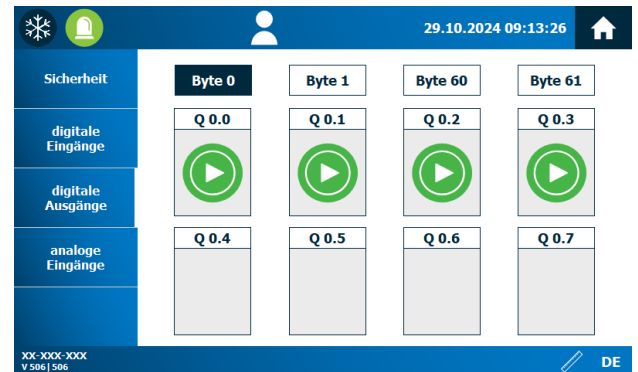 29.10.2024 09:13:26
Sicherheit
digitale
Eingänge
digitale
Ausgänge
analoge
Eingänge
Byte 0
Byte 1
Byte 60
Byte 61
Q 0.0
Q 0.1
Q 0.2
Q 0.3
Q 0.4
Q 0.5
Q 0.6
Q 0.7
XX-XXX-XXX
V 506 | 506
DE